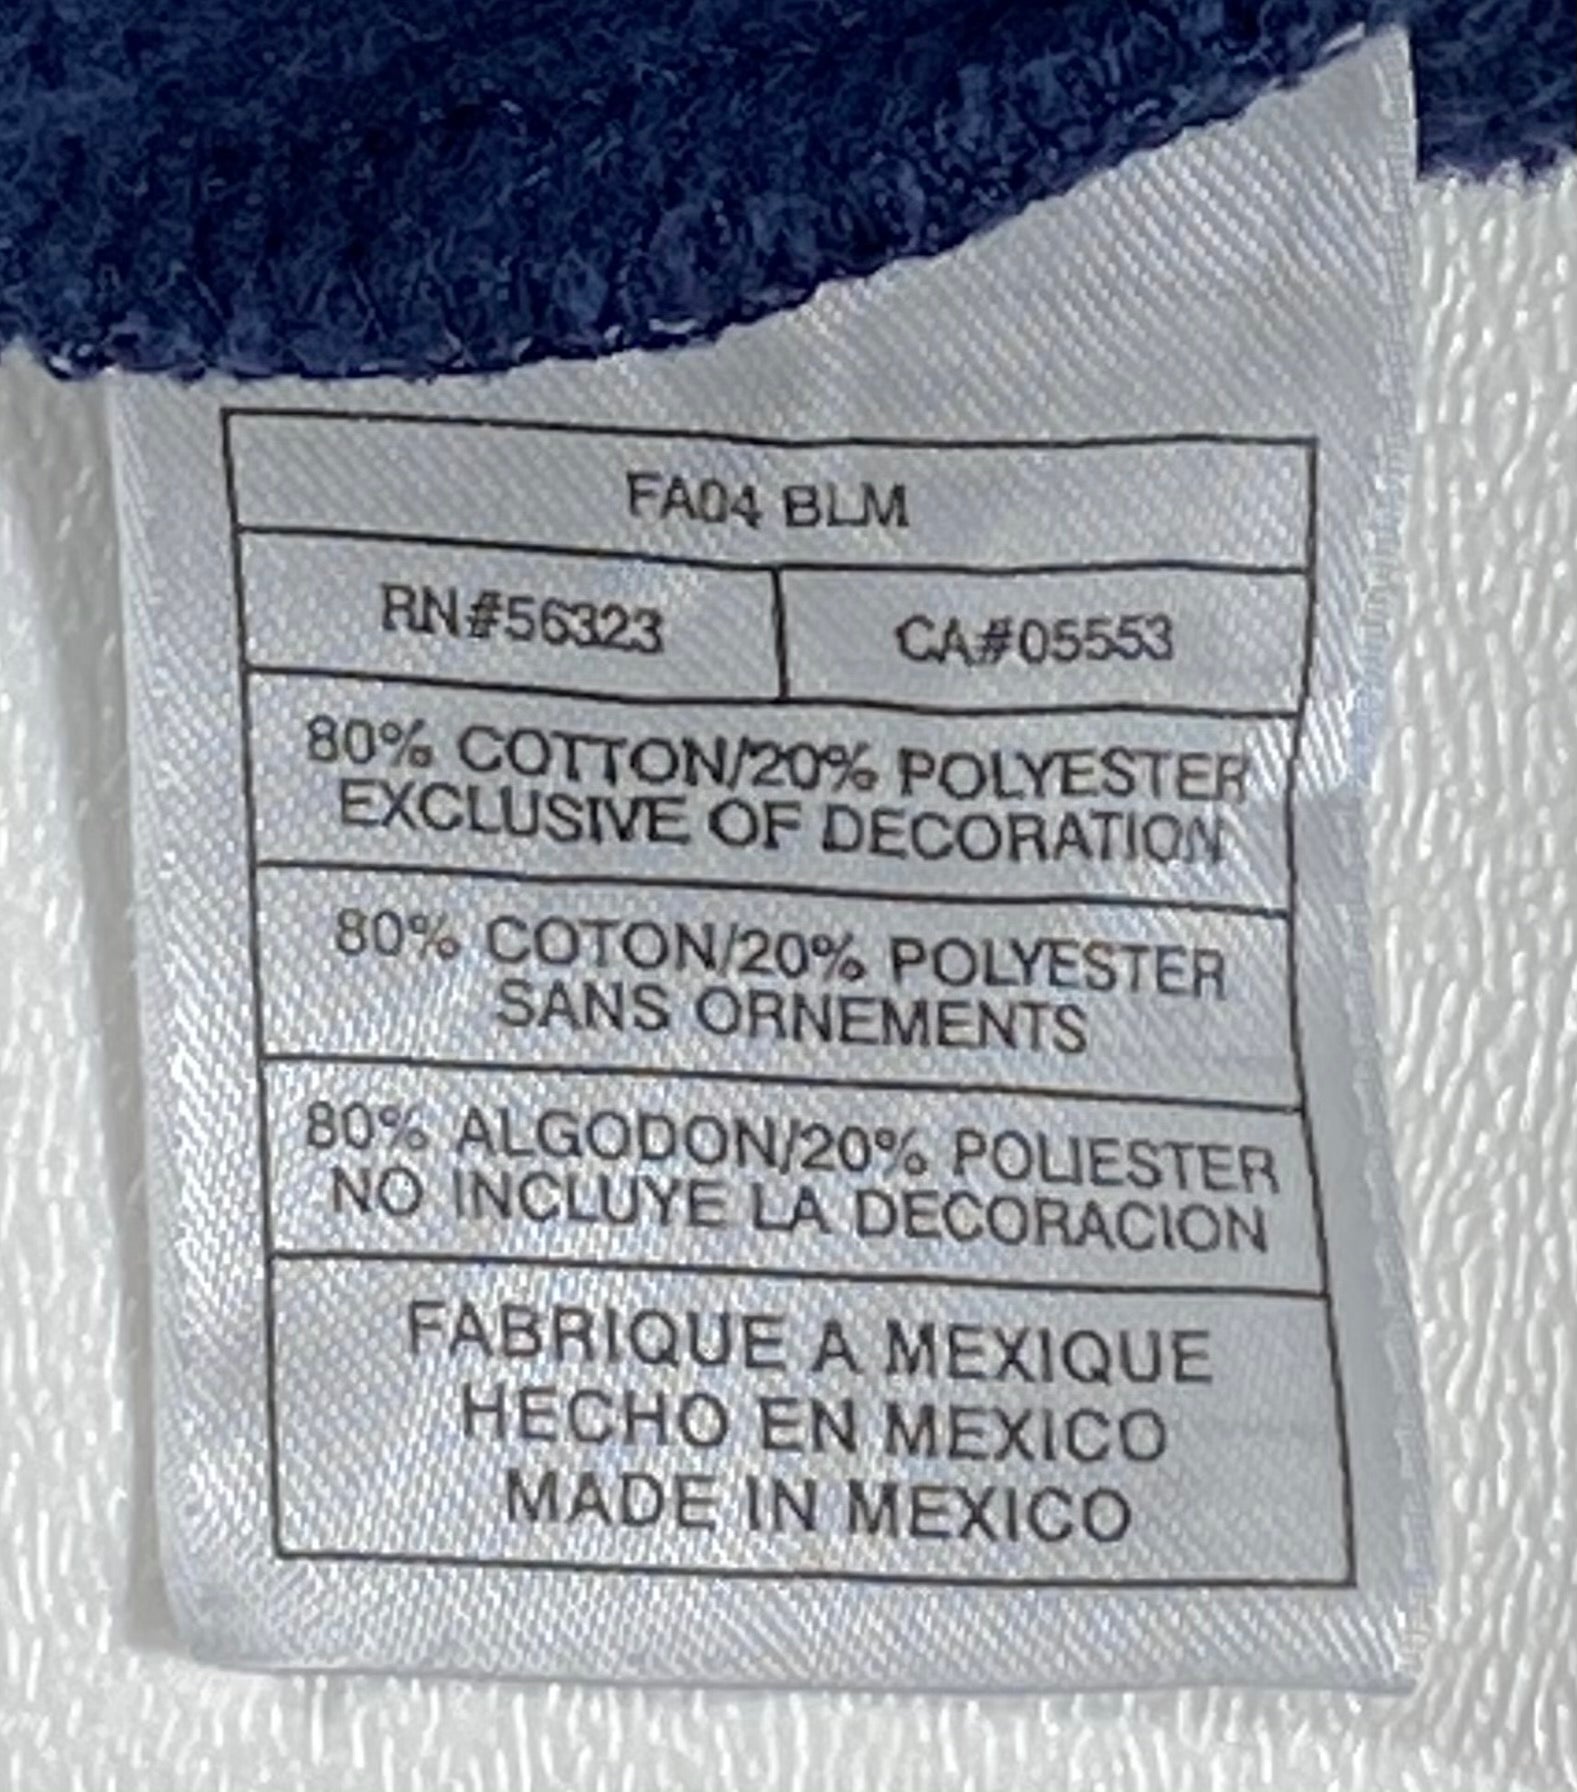 FA04 BLM
RN#56323
CA#05553
80% COTTON/20% POLYESTER
EXCLUSIVE OF DECORATION
80% COTON/20% POLYESTER
SANS ORNEMENTS
80% ALGODON/20% POLIESTER
NO INCLUYE LA DECORACION
FABRIQUE A MEXIQUE
HECHO EN MEXICO
MADE IN MEXICO